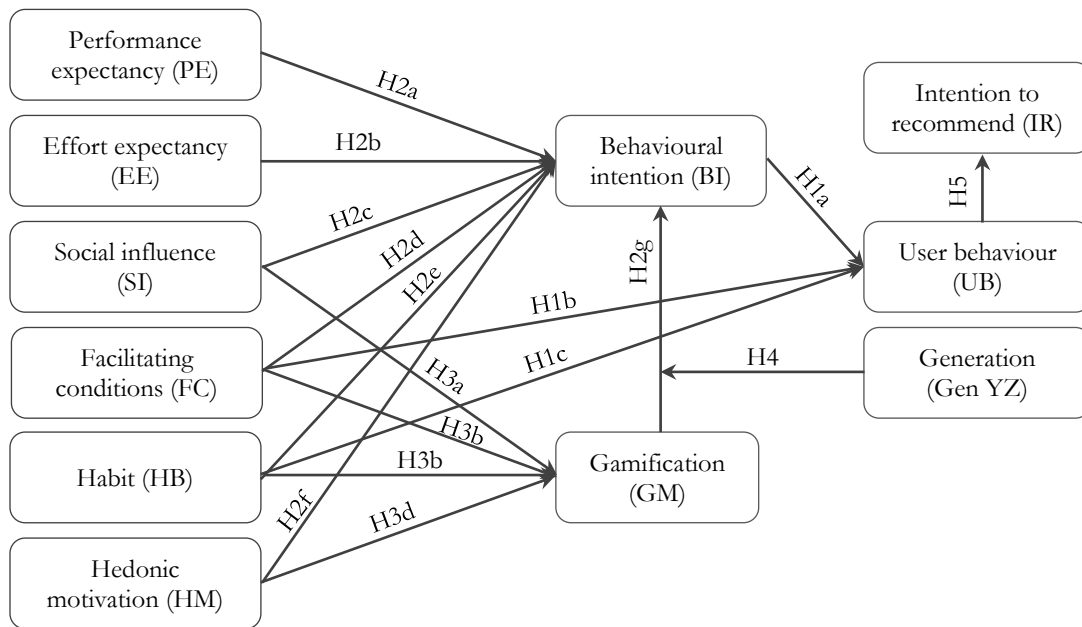 Performance
expectancy (PE)
Effort expectancy
(EE)
Social influence
(SI)
Facilitating
conditions (FC)
Habit (HB)
Hedonic
motivation (HM)
H2a
H2b
H2c
H2d
H2e
H2f
H3a
H3b
H3b
H3d
Behavioural
intention (BI)
H2g
Gamification
(GM)
H1a
H1b
H1c
H4
Intention to
recommend (IR)
H5
User behaviour
(UB)
Generation
(Gen YZ)